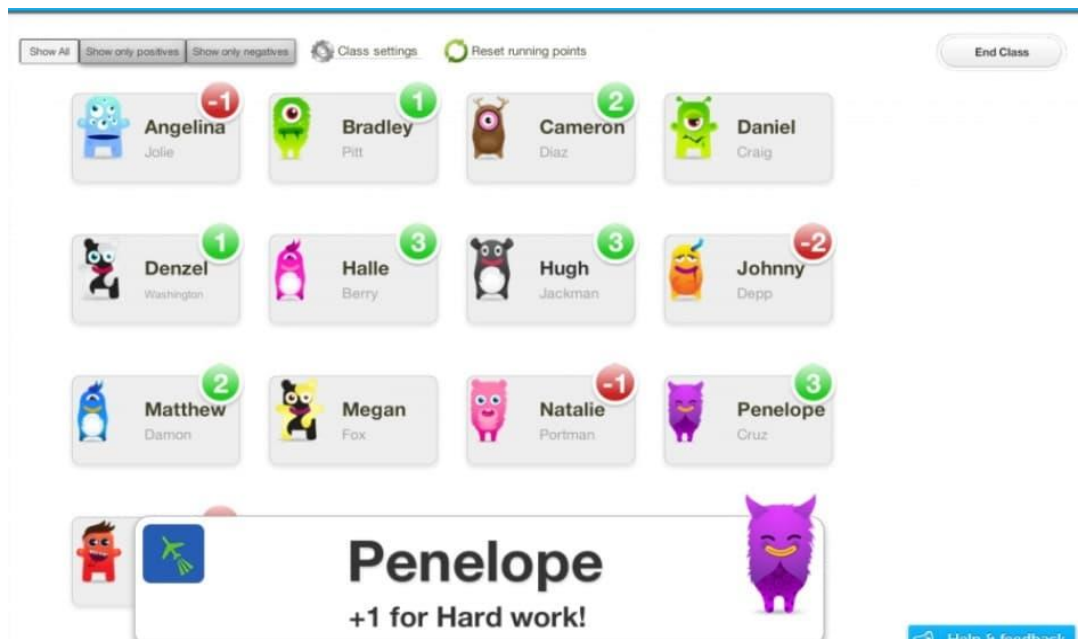 Show All Show only positives Show only negatives Class settings Reset running points End Class
-1 1 2
Angelina Bradley Cameron Daniel
Jolie Pitt Diaz Craig
1 3 3 -2
Denzel Halle Hugh Johnny
Washington Berry Jackman Depp
2 -1 3
Matthew Megan Natalie Penelope
Damon Fox Portman Cruz
Penelope
+1 for Hard work!
Help & feedback